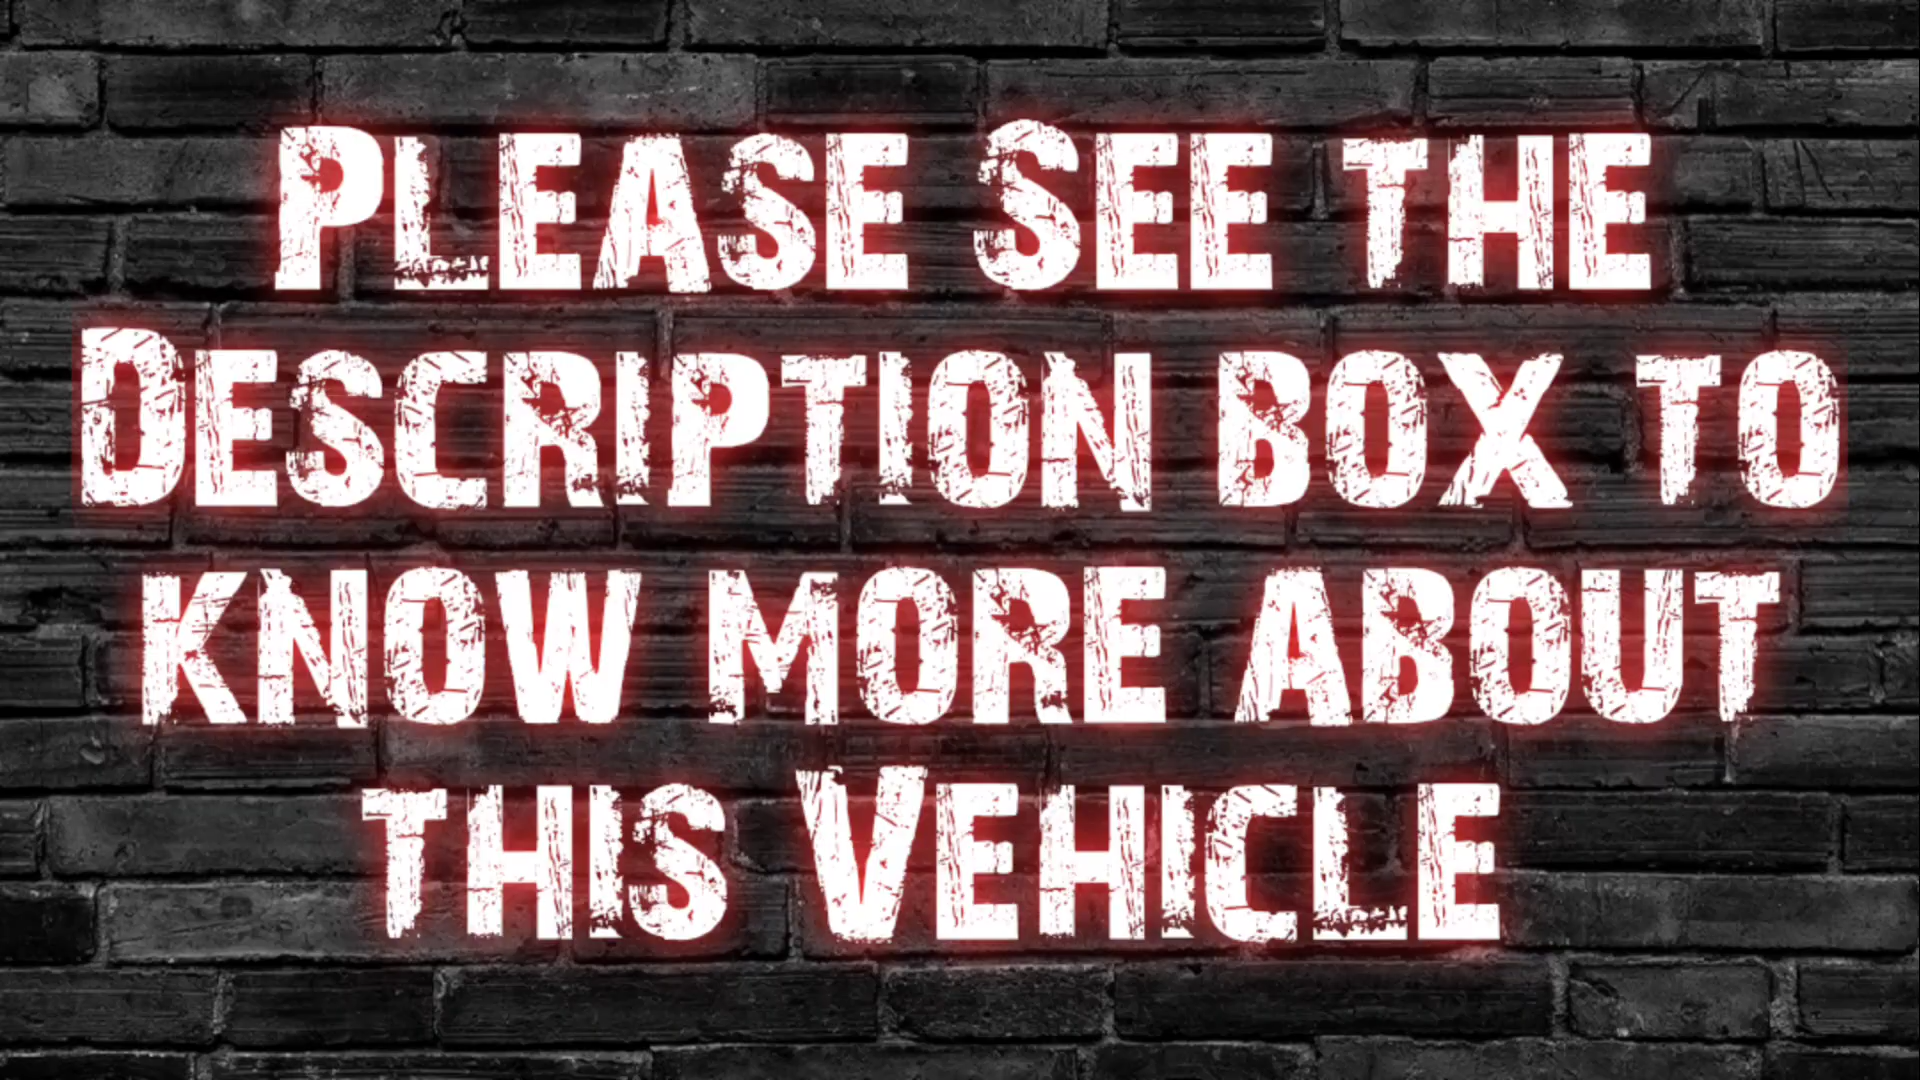 Please See the
Description box to
know more about
this Vehicle